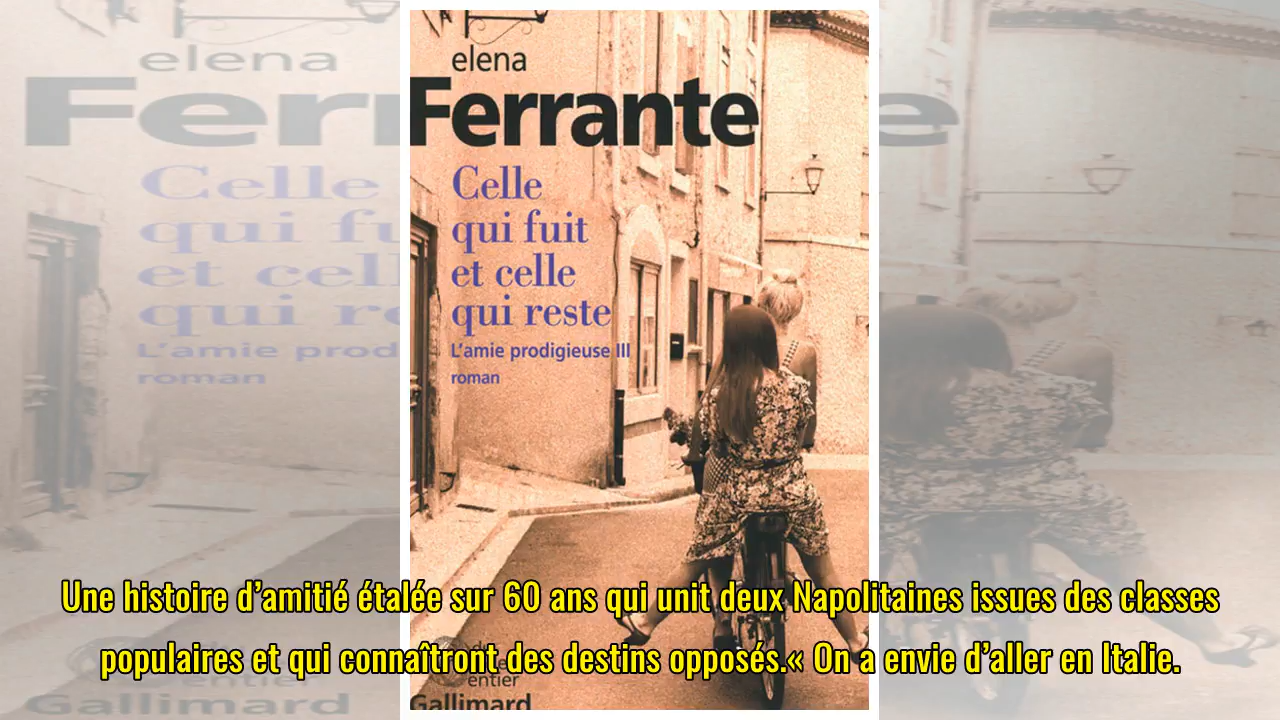 elena
Ferrante
Celle
qui fuit
et celle
qui reste
L'amie prodigieuse III
roman
Une histoire d'amitié étalée sur 60 ans qui unit deux Napolitaines issues des classes
populaires et qui connaîtront des destins opposés.« On a envie d'aller en Italie.
du
entier
Gallimard